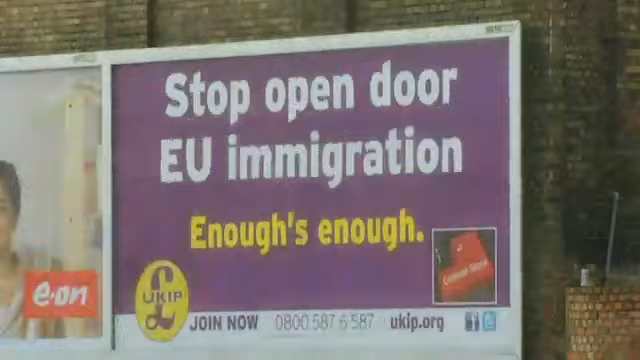 Stop open door
EU immigration
Enough's enough.
e·on
UKIP
JOIN NOW 0800 587 6 587 ukip.org